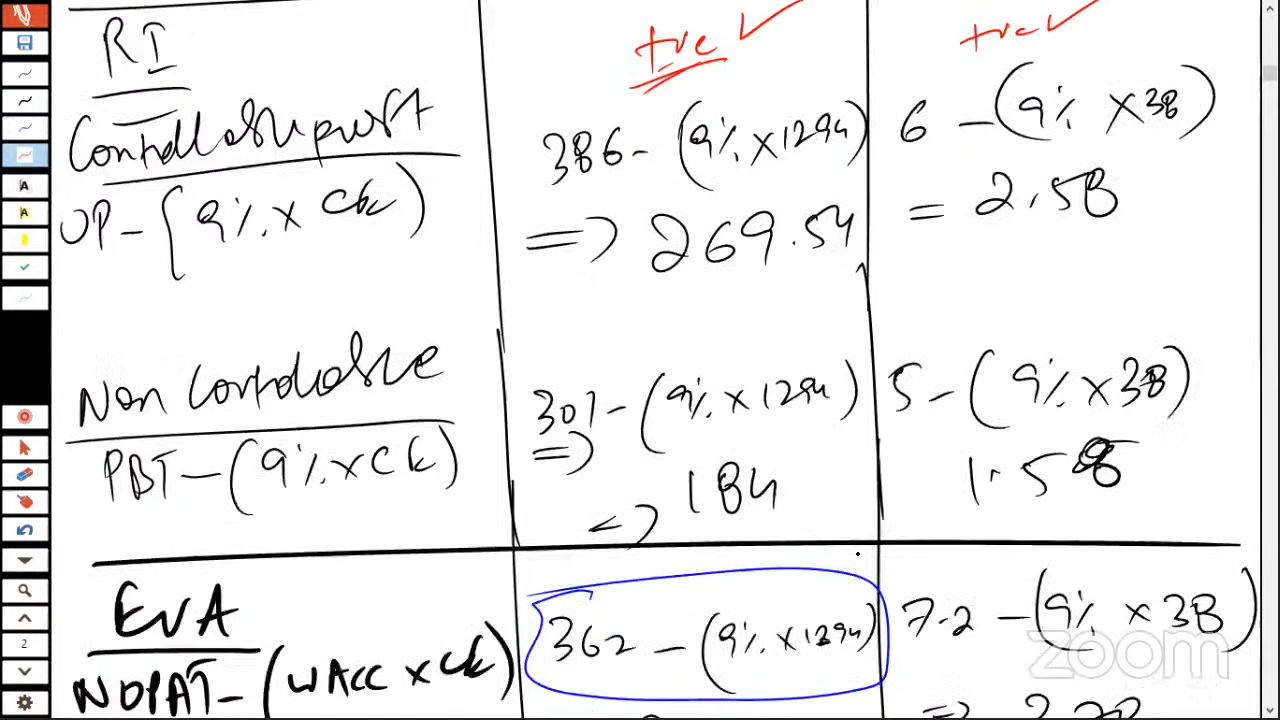 RI
+ve ✓
+ve ✓
Controllable profit
OP - {9% × CE)
386 - (9% × 1294)
=> 269.54
6 - (9% × 38)
= 2.58
Non Controllable
PBT - (9% × CE)
301 - (9% × 1294)
=>
=> 184
5 - (9% × 38)
1.58
EVA
NOPAT - (WACC × CE)
362 - (9% × 1294)
7.2 - (9% × 38)
zoom
2